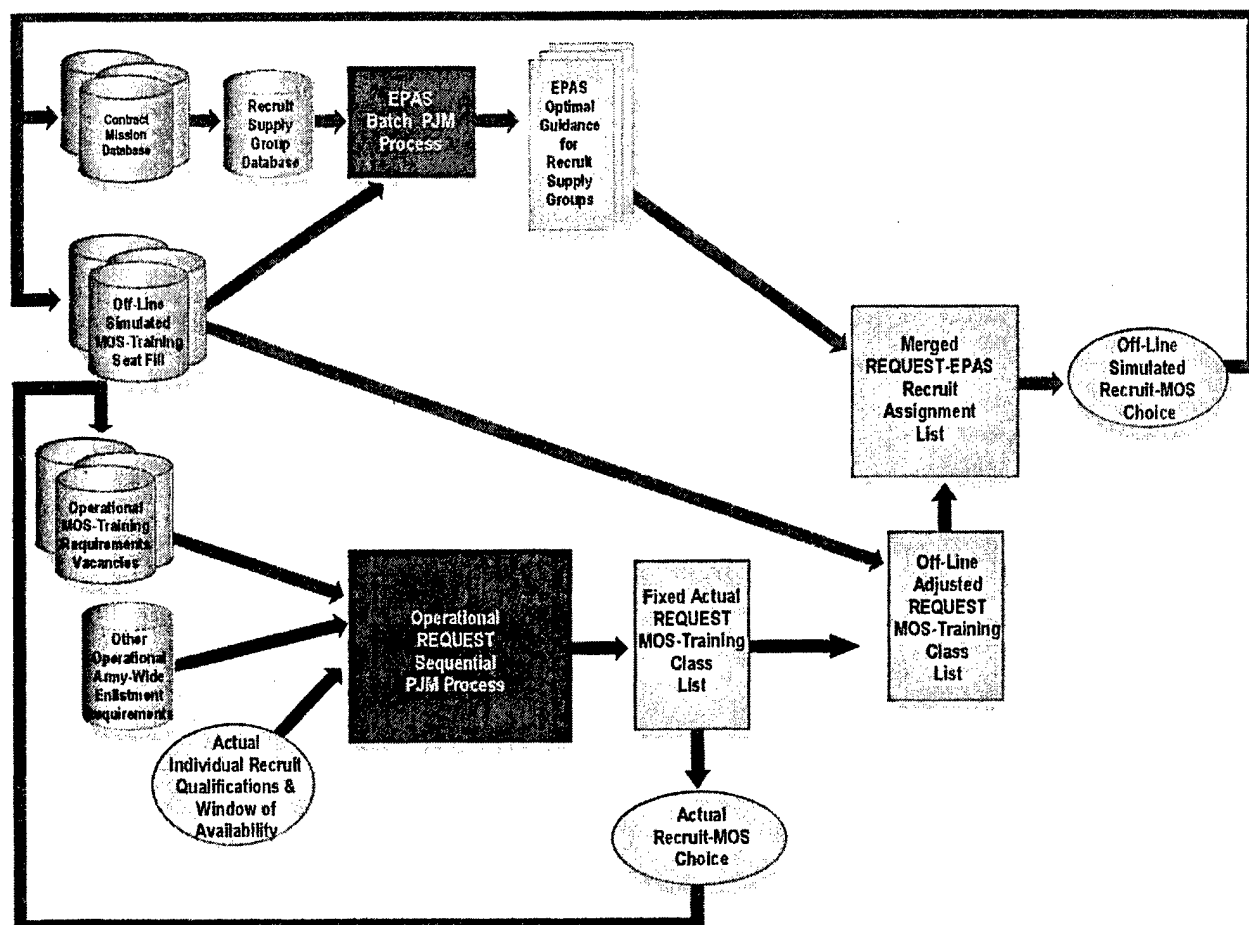 Contract
Mission
Database
Recruit
Supply
Group
Database
EPAS
Batch PJM
Process
EPAS
Optimal
Guidance
for
Recruit
Supply
Groups
Off-Line
Simulated
MOS-Training
Seat Fill
Merged
REQUEST-EPAS
Recruit
Assignment
List
Off-Line
Simulated
Recruit-MOS
Choice
Operational
MOS-Training
Requirements
Vacancies
Other
Operational
Army-Wide
Enlistment
Requirements
Actual
Individual Recruit
Qualifications &
Window of
Availability
Operational
REQUEST
Sequential
PJM Process
Fixed Actual
REQUEST
MOS-Training
Class
List
Off-Line
Adjusted
REQUEST
MOS-Training
Class
List
Actual
Recruit-MOS
Choice